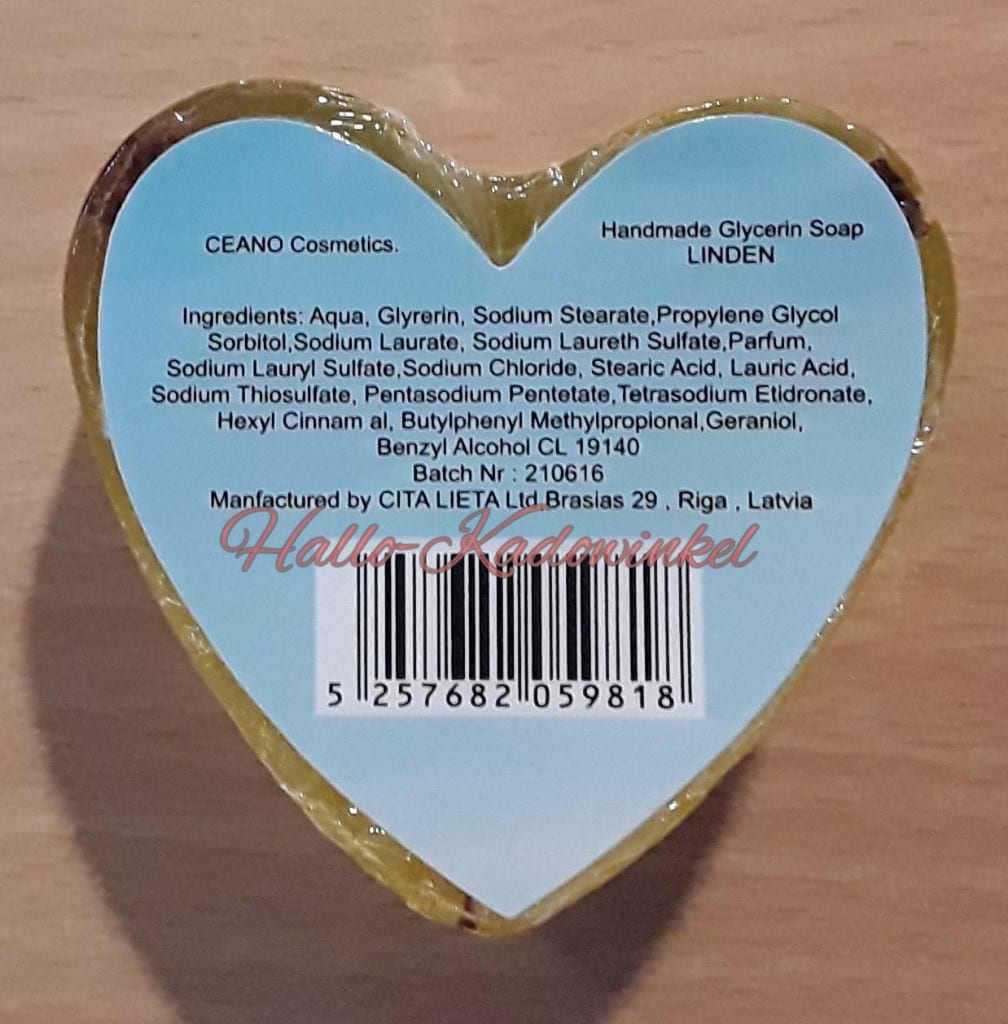 CEANO Cosmetics.
Handmade Glycerin Soap
LINDEN
Ingredients: Aqua, Glyrerin, Sodium Stearate,Propylene Glycol
Sorbitol,Sodium Laurate, Sodium Laureth Sulfate,Parfum,
Sodium Lauryl Sulfate,Sodium Chloride, Stearic Acid, Lauric Acid,
Sodium Thiosulfate, Pentasodium Pentetate,Tetrasodium Etidronate,
Hexyl Cinnam al, Butylphenyl Methylpropional,Geraniol,
Benzyl Alcohol CL 19140
Batch Nr : 210616
Manfactured by CITA LIETA Ltd Brasias 29 , Riga , Latvia
Hallo-Kadowinkel
5 257682 059818